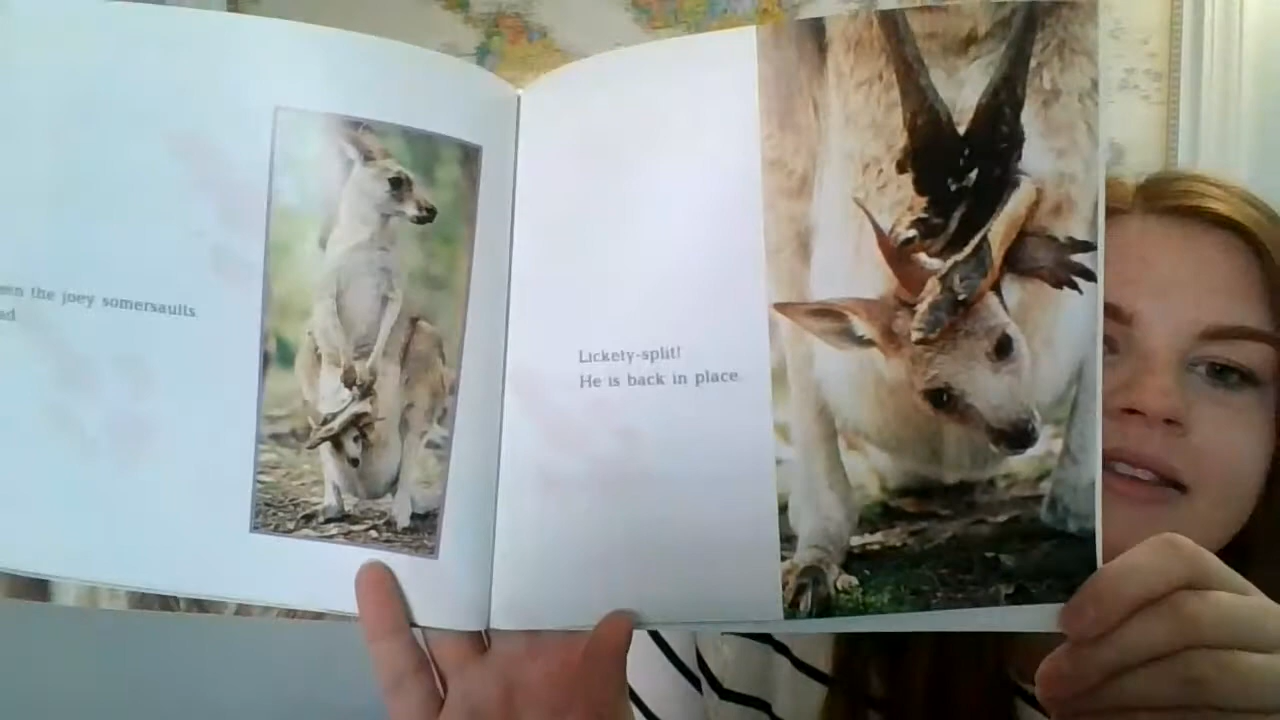 the joey somersaults
Lickety-split!
He is back in place